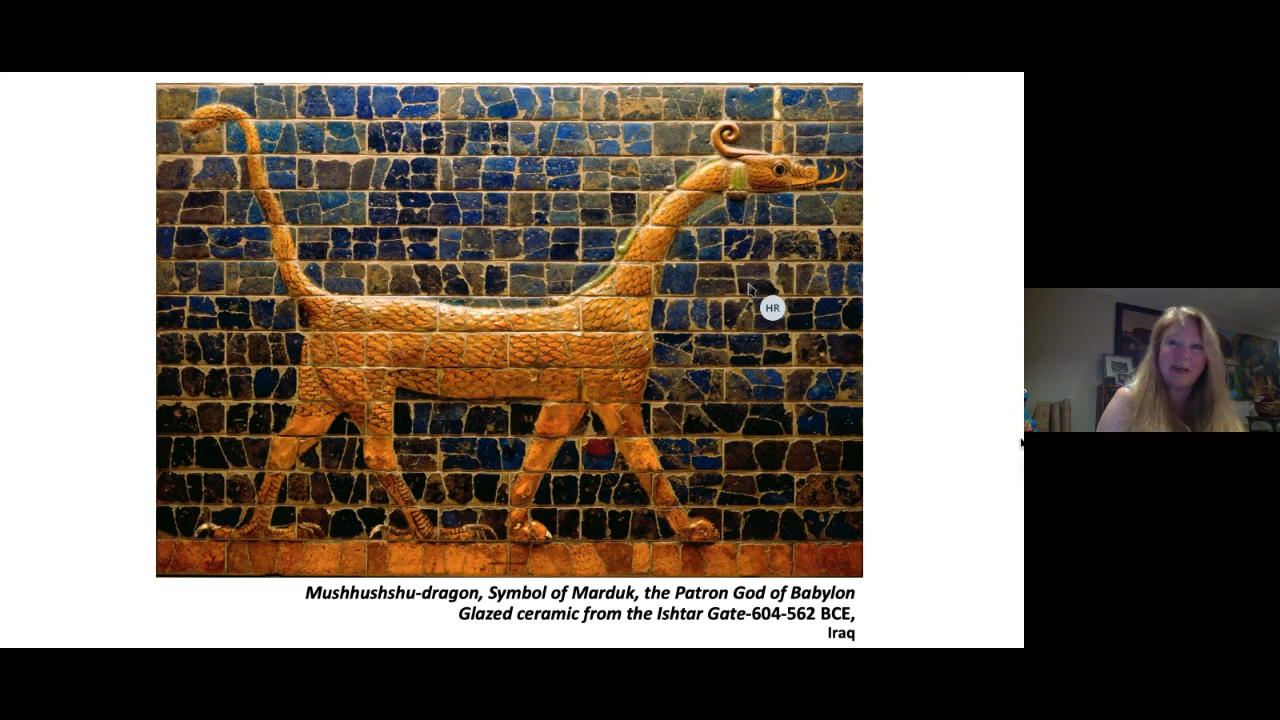 HR
Mushhushshu-dragon, Symbol of Marduk, the Patron God of Babylon
Glazed ceramic from the Ishtar Gate-604-562 BCE,
Iraq